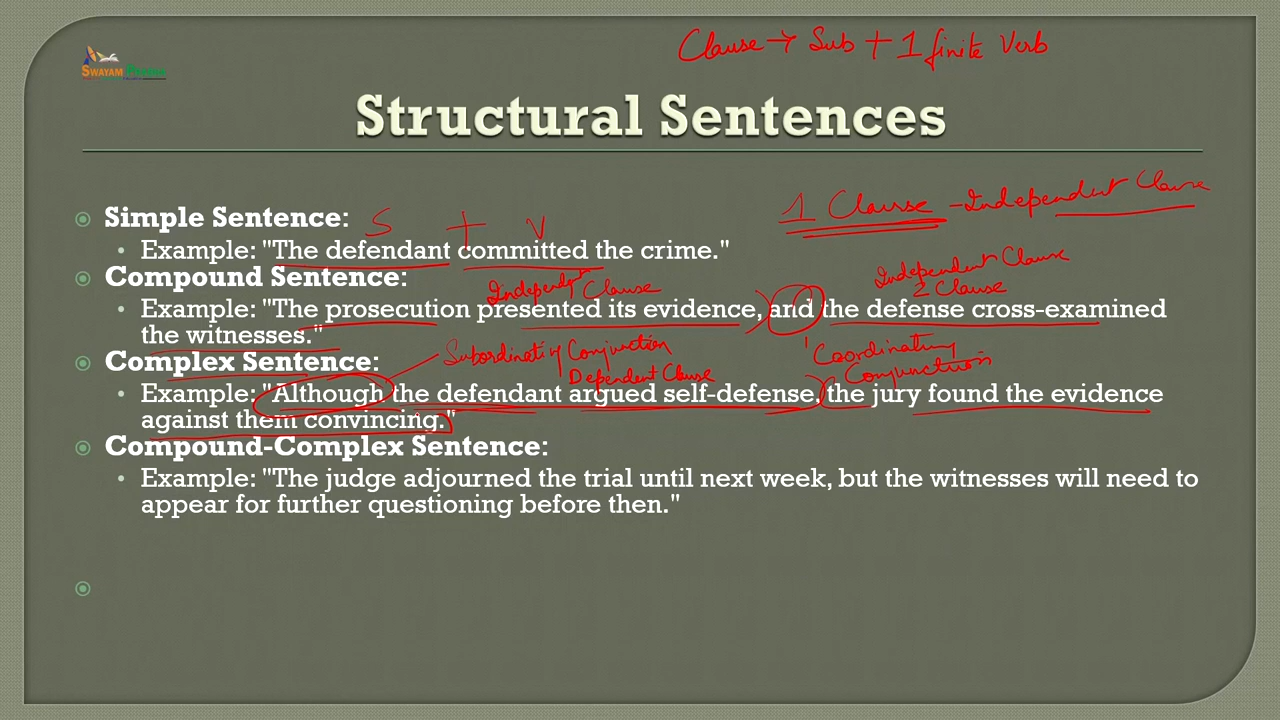 Clause → Sub + 1 finite Verb
SWAYAM PRABHA
Structural Sentences
1 Clause - Independent Clause
Simple Sentence:
S + V
Example: "The defendant committed the crime."
Compound Sentence:
Independent Clause
Independent Clause
2 Clause
Example: "The prosecution presented its evidence, and the defense cross-examined
the witnesses."
Coordinating
Conjunction
Complex Sentence:
Subordinating Conjunction
Dependent Clause
Example: "Although the defendant argued self-defense, the jury found the evidence
against them convincing."
Compound-Complex Sentence:
Example: "The judge adjourned the trial until next week, but the witnesses will need to
appear for further questioning before then."